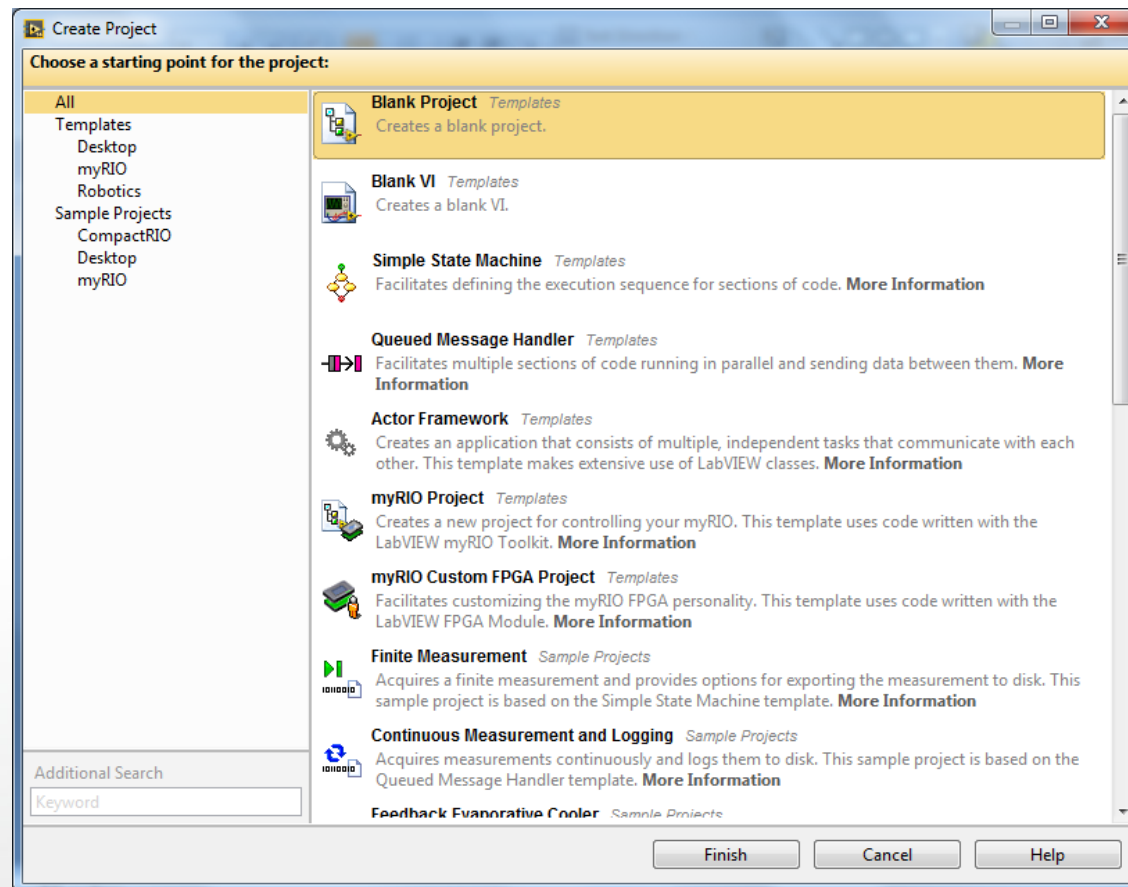 Create Project
Choose a starting point for the project:
All
Templates
Desktop
myRIO
Robotics
Sample Projects
CompactRIO
Desktop
myRIO
Additional Search
Keyword
Blank Project Templates
Creates a blank project.
Blank VI Templates
Creates a blank VI.
Simple State Machine Templates
Facilitates defining the execution sequence for sections of code. More Information
Queued Message Handler Templates
Facilitates multiple sections of code running in parallel and sending data between them. More
Information
Actor Framework Templates
Creates an application that consists of multiple, independent tasks that communicate with each
other. This template makes extensive use of LabVIEW classes. More Information
myRIO Project Templates
Creates a new project for controlling your myRIO. This template uses code written with the
LabVIEW myRIO Toolkit. More Information
myRIO Custom FPGA Project Templates
Facilitates customizing the myRIO FPGA personality. This template uses code written with the
LabVIEW FPGA Module. More Information
Finite Measurement Sample Projects
Acquires a finite measurement and provides options for exporting the measurement to disk. This
sample project is based on the Simple State Machine template. More Information
Continuous Measurement and Logging Sample Projects
Acquires measurements continuously and logs them to disk. This sample project is based on the
Queued Message Handler template. More Information
Feedback Evaporative Cooler Sample Projects
Finish
Cancel
Help